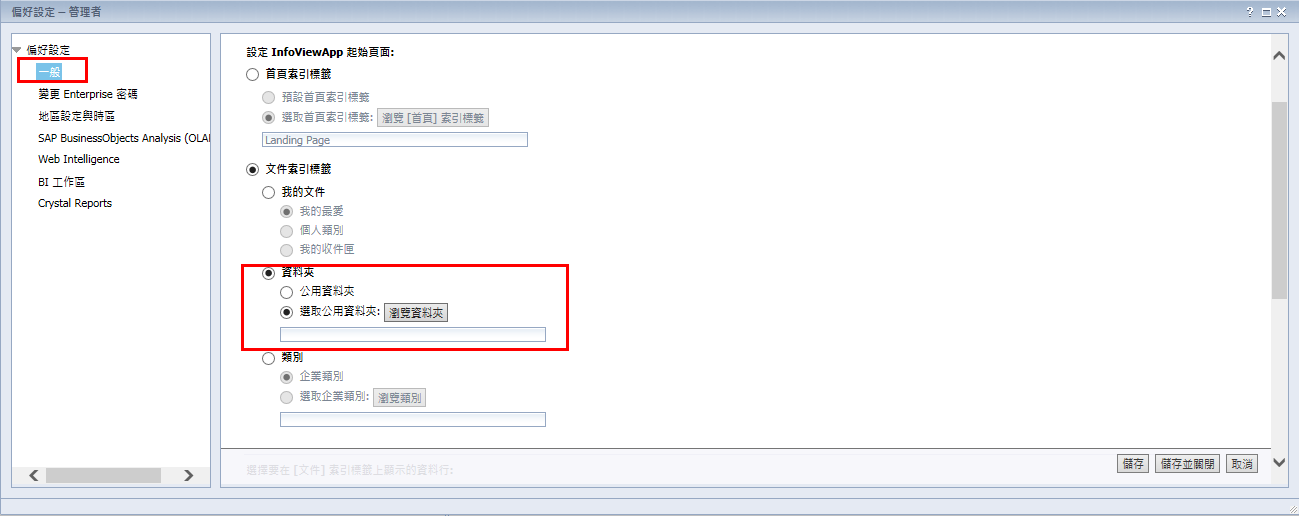 偏好設定 – 管理者
偏好設定
一般
變更 Enterprise 密碼
地區設定與時區
SAP BusinessObjects Analysis (OLA
Web Intelligence
BI 工作區
Crystal Reports
設定 InfoViewApp 起始頁面:
首頁索引標籤
預設首頁索引標籤
選取首頁索引標籤: 瀏覽 [首頁] 索引標籤
Landing Page
文件索引標籤
我的文件
我的最愛
個人類別
我的收件匣
資料夾
公用資料夾
選取公用資料夾: 瀏覽資料夾
類別
企業類別
選取企業類別: 瀏覽類別
選擇要在 [文件] 索引標籤上顯示的資料行:
儲存 儲存並關閉 取消